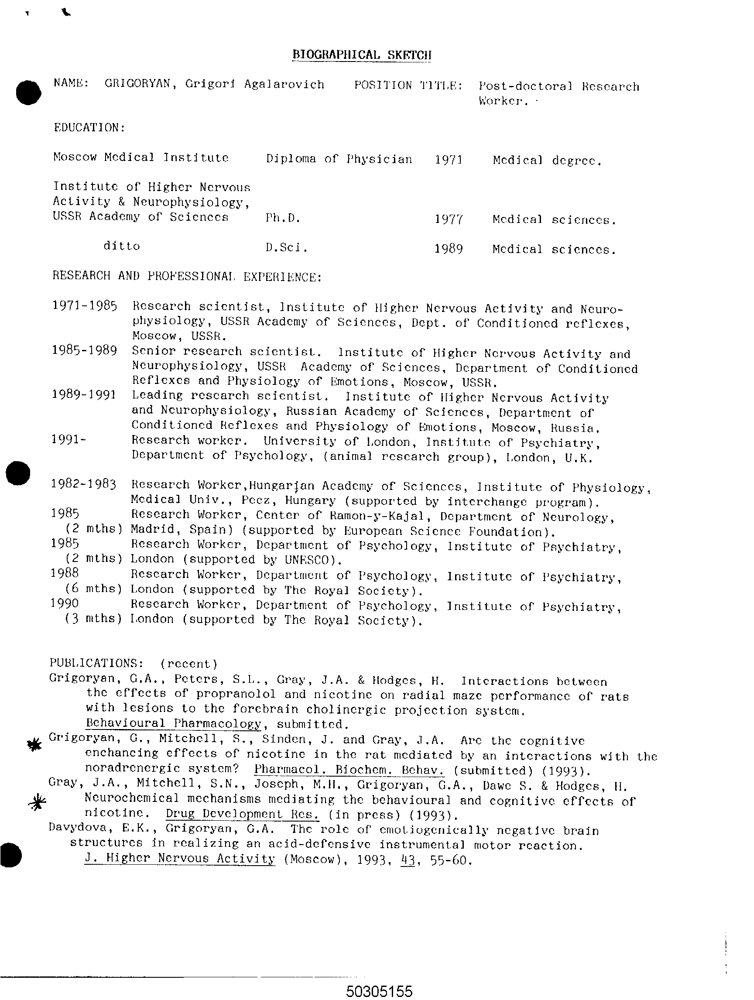 BIOGRAPHICAL SKETCH
NAME: GRIGORYAN, Grigori Agalarovich POSITION TITLE: Post-doctoral Research
Worker.
EDUCATION:
Moscow Medical Institute Diploma of Physician 1971 Medical degree.
Institute of Higher Nervous
Activity & Neurophysiology,
USSR Academy of Sciences Ph.D. 1977 Medical sciences.
ditto D.Sci. 1989 Medical sciences.
RESEARCH AND PROFESSIONAL EXPERIENCE:
1971-1985 Research scientist, Institute of Higher Nervous Activity and Neuro-
physiology, USSR Academy of Sciences, Dept. of Conditioned reflexes,
Moscow, USSR.
1985-1989 Senior research scientist. Institute of Higher Nervous Activity and
Neurophysiology, USSR Academy of Sciences, Department of Conditioned
Reflexes and Physiology of Emotions, Moscow, USSR.
1989-1991 Leading research scientist. Institute of Higher Nervous Activity
and Neurophysiology, Russian Academy of Sciences, Department of
Conditioned Reflexes and Physiology of Emotions, Moscow, Russia.
1991- Research worker. University of London, Institute of Psychiatry,
Department of Psychology, (animal research group), London, U.K.
1982-1983 Research Worker,Hungarjan Academy of Sciences, Institute of Physiology,
Medical Univ., Pecz, Hungary (supported by interchange program).
1985 Research Worker, Center of Ramon-y-Kajal, Department of Neurology,
(2 mths) Madrid, Spain) (supported by European Science Foundation).
1985 Research Worker, Department of Psychology, Institute of Psychiatry,
(2 mths) London (supported by UNESCO).
1988 Research Worker, Department of Psychology, Institute of Psychiatry,
(6 mths) London (supported by The Royal Society).
1990 Research Worker, Department of Psychology, Institute of Psychiatry,
(3 mths) London (supported by The Royal Society).
PUBLICATIONS: (recent)
Grigoryan, G.A., Peters, S.L., Gray, J.A. & Hodges, H. Interactions between
the effects of propranolol and nicotine on radial maze performance of rats
with lesions to the forebrain cholinergic projection system.
Behavioural Pharmacology, submitted.
Grigoryan, G., Mitchell, S., Sinden, J. and Gray, J.A. Are the cognitive
enchancing effects of nicotine in the rat mediated by an interactions with the
noradrenergic system? Pharmacol. Biochem. Behav. (submitted) (1993).
Gray, J.A., Mitchell, S.N., Joseph, M.H., Grigoryan, G.A., Dawe S. & Hodges, H.
Neurochemical mechanisms mediating the behavioural and cognitive effects of
nicotine. Drug Development Res. (in press) (1993).
Davydova, E.K., Grigoryan, G.A. The role of emotiogenically negative brain
structures in realizing an acid-defensive instrumental motor reaction.
J. Higher Nervous Activity (Moscow), 1993, 43, 55-60.
50305155